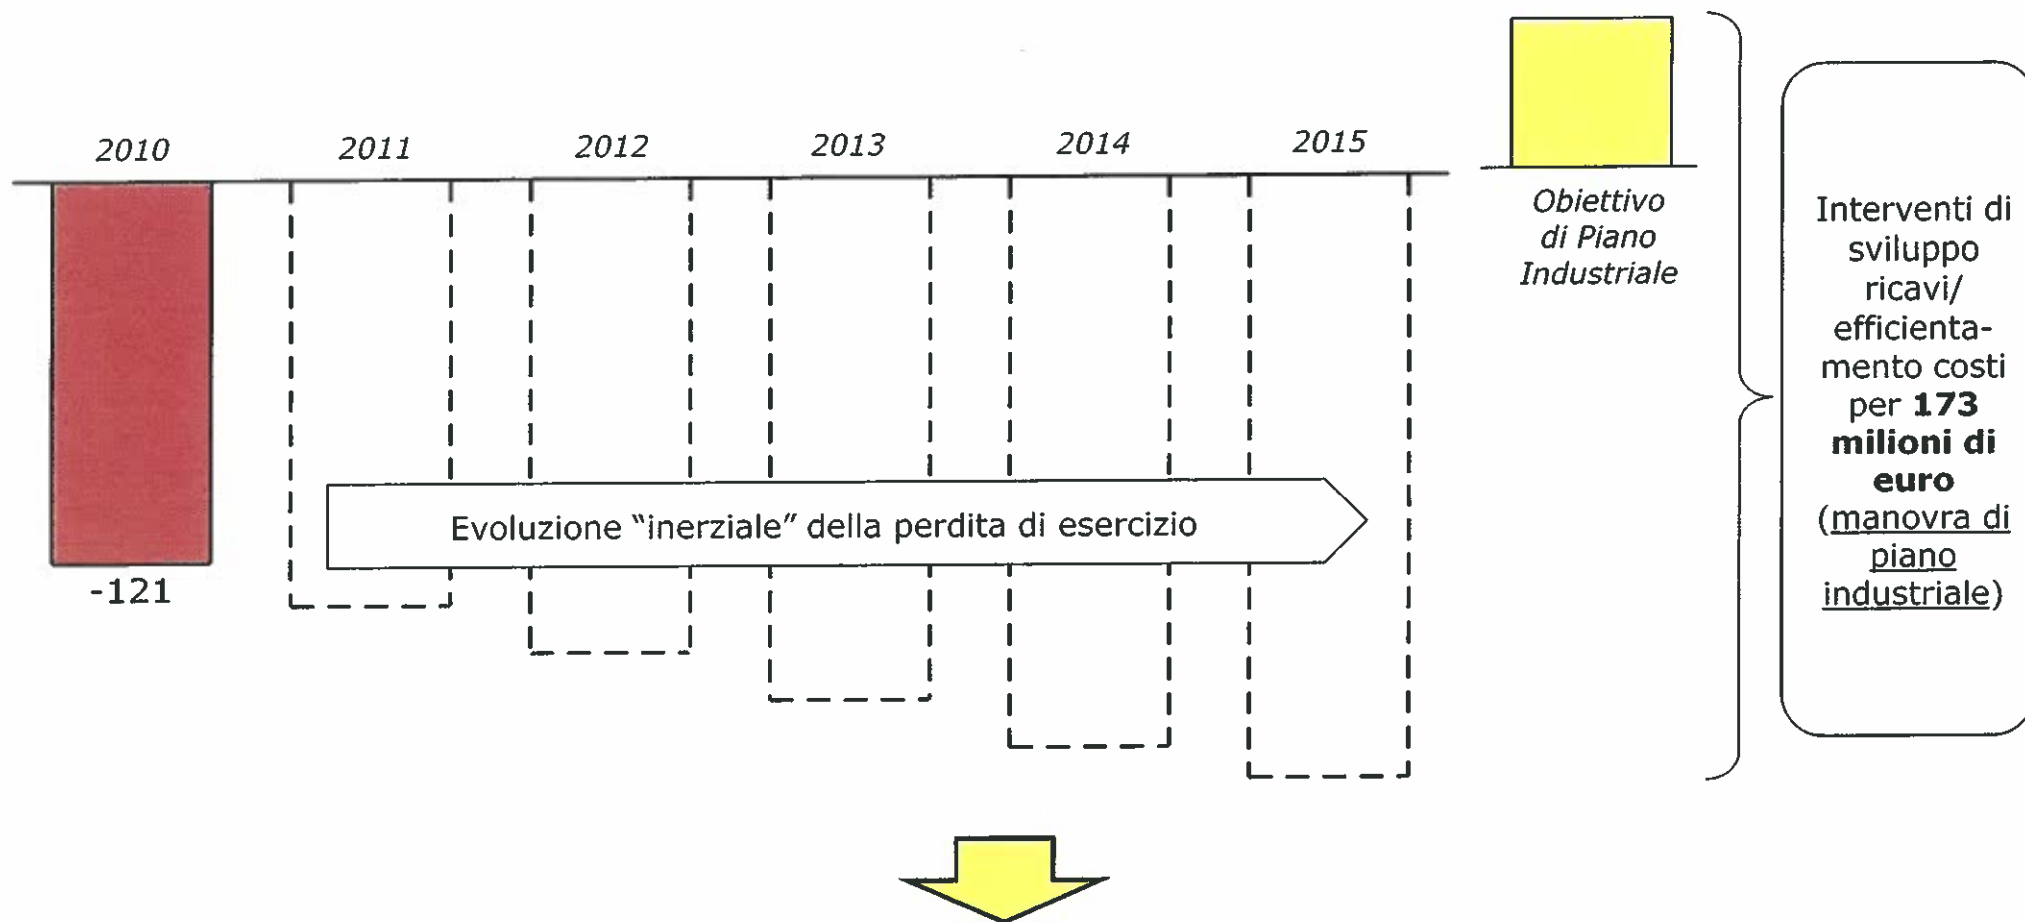 2010
2011
2012
2013
2014
2015
-121
Evoluzione “inerziale” della perdita di esercizio
Obiettivo
di Piano
Industriale
Interventi di
sviluppo
ricavi/
efficienta-
mento costi
per 173
milioni di
euro
(manovra di
piano
industriale)